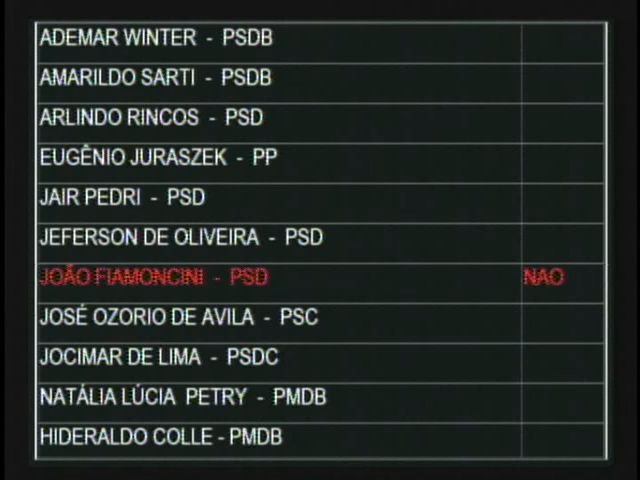 ADEMAR WINTER - PSDB
AMARILDO SARTI - PSDB
ARLINDO RINCOS - PSD
EUGÊNIO JURASZEK - PP
JAIR PEDRI - PSD
JEFERSON DE OLIVEIRA - PSD
JOÃO FIAMONCINI - PSD NAO
JOSÉ OZORIO DE AVILA - PSC
JOCIMAR DE LIMA - PSDC
NATÁLIA LÚCIA PETRY - PMDB
HIDERALDO COLLE - PMDB